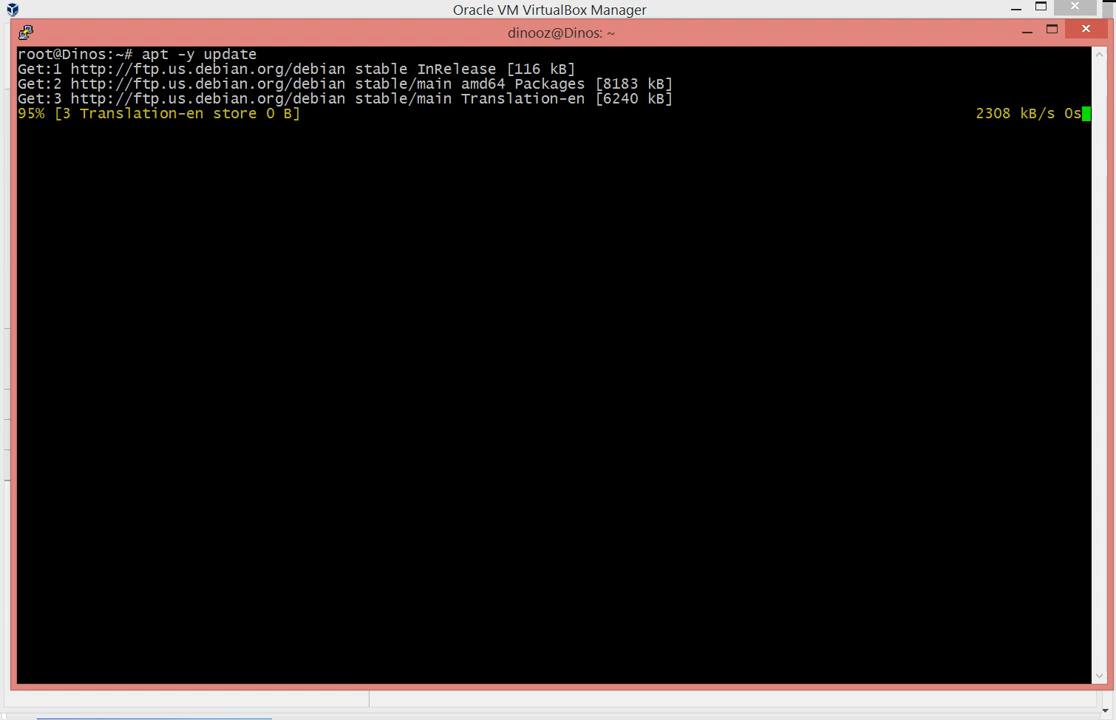 Oracle VM VirtualBox Manager
dinooz@Dinos: ~
root@Dinos:~# apt -y update
Get:1 http://ftp.us.debian.org/debian stable InRelease [116 kB]
Get:2 http://ftp.us.debian.org/debian stable/main amd64 Packages [8183 kB]
Get:3 http://ftp.us.debian.org/debian stable/main Translation-en [6240 kB]
95% [3 Translation-en store 0 B] 2308 kB/s 0s